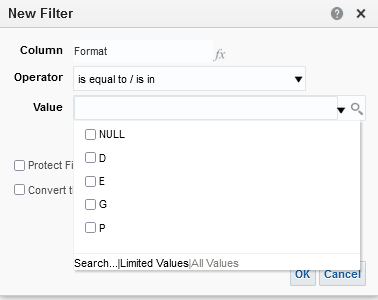 New Filter
Column Format fx
Operator is equal to / is in
Value
NULL
D
E
G
P
Protect Fi
Convert t
Search...|Limited Values|All Values
OK Cancel